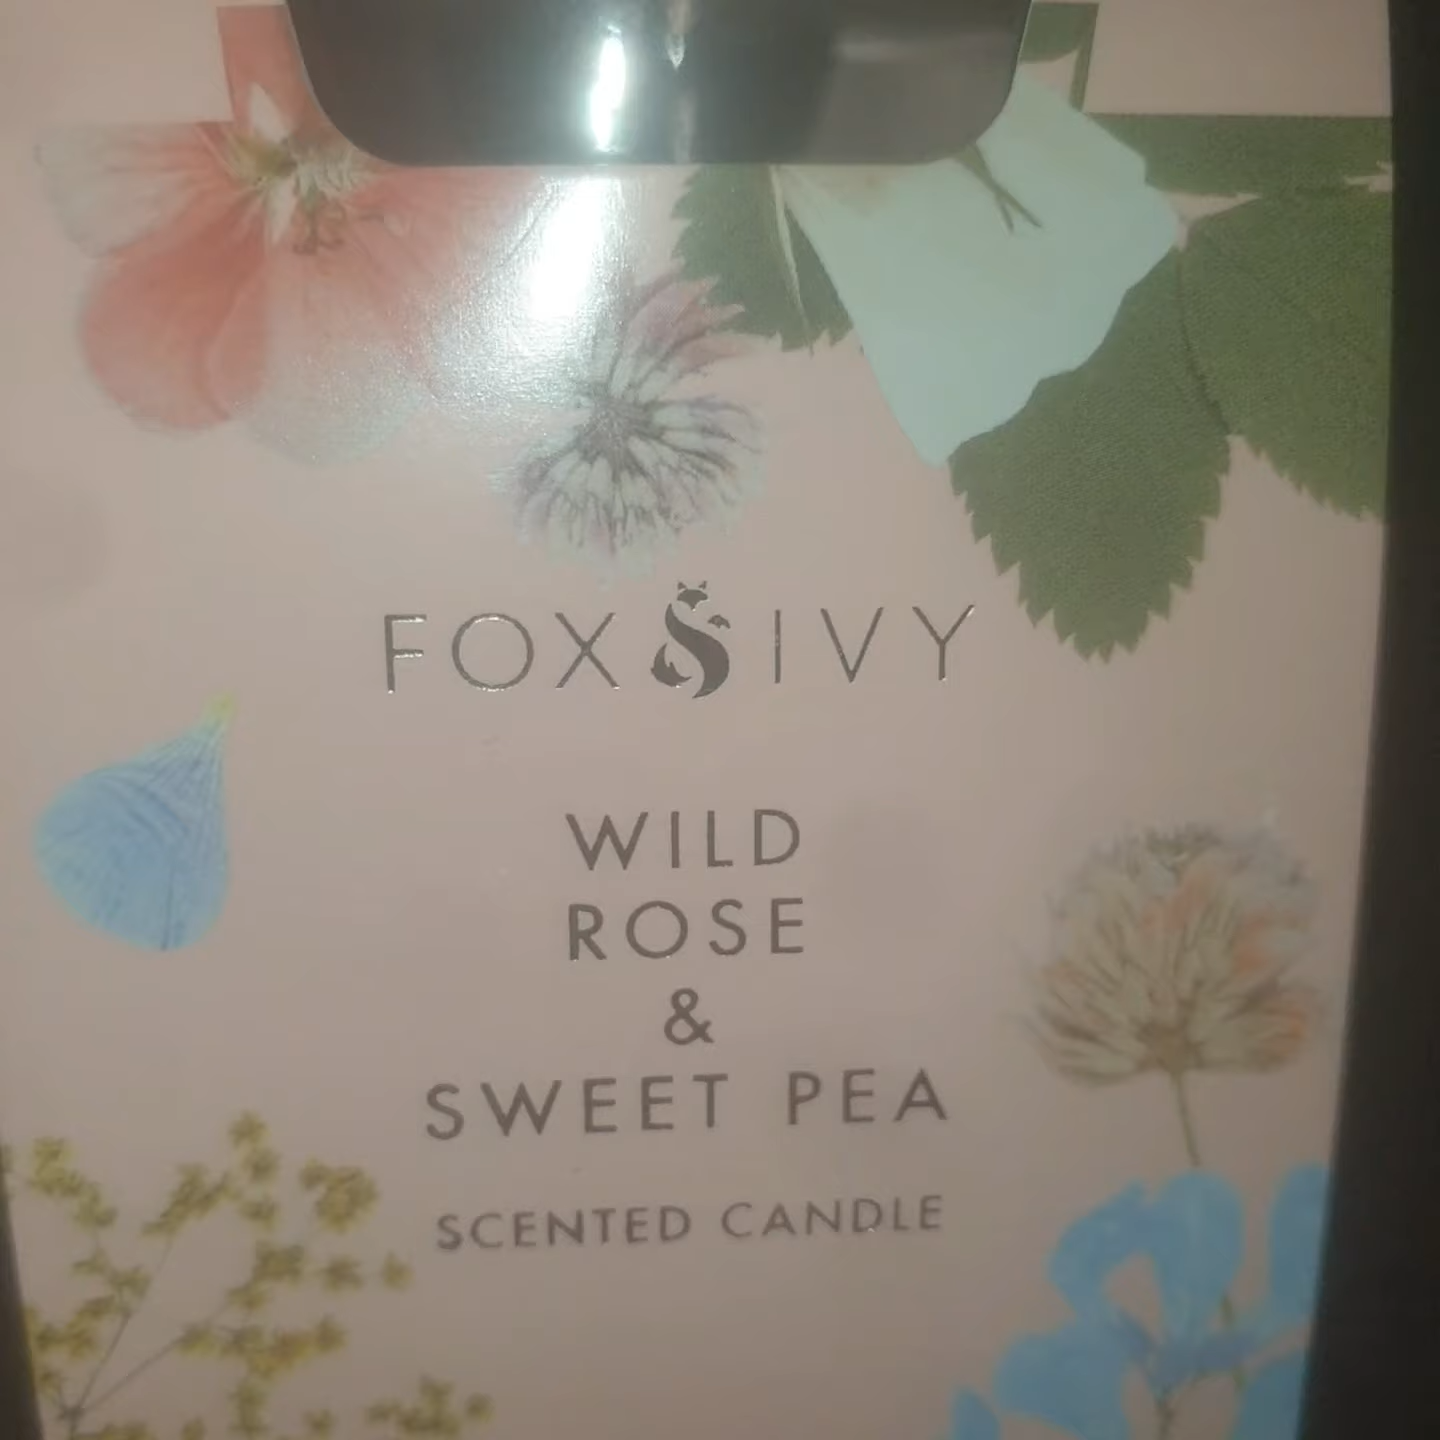 FOX & IVY
WILD
ROSE
&
SWEET PEA
SCENTED CANDLE